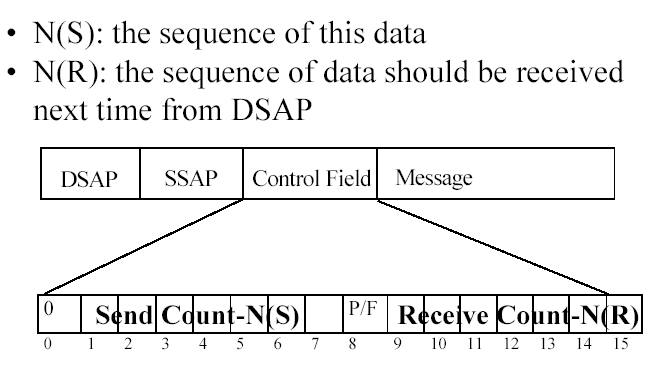 • N(S): the sequence of this data
• N(R): the sequence of data should be received
next time from DSAP
DSAP SSAP Control Field Message
0 Send Count-N(S) P/F Receive Count-N(R)
0 1 2 3 4 5 6 7 8 9 10 11 12 13 14 15